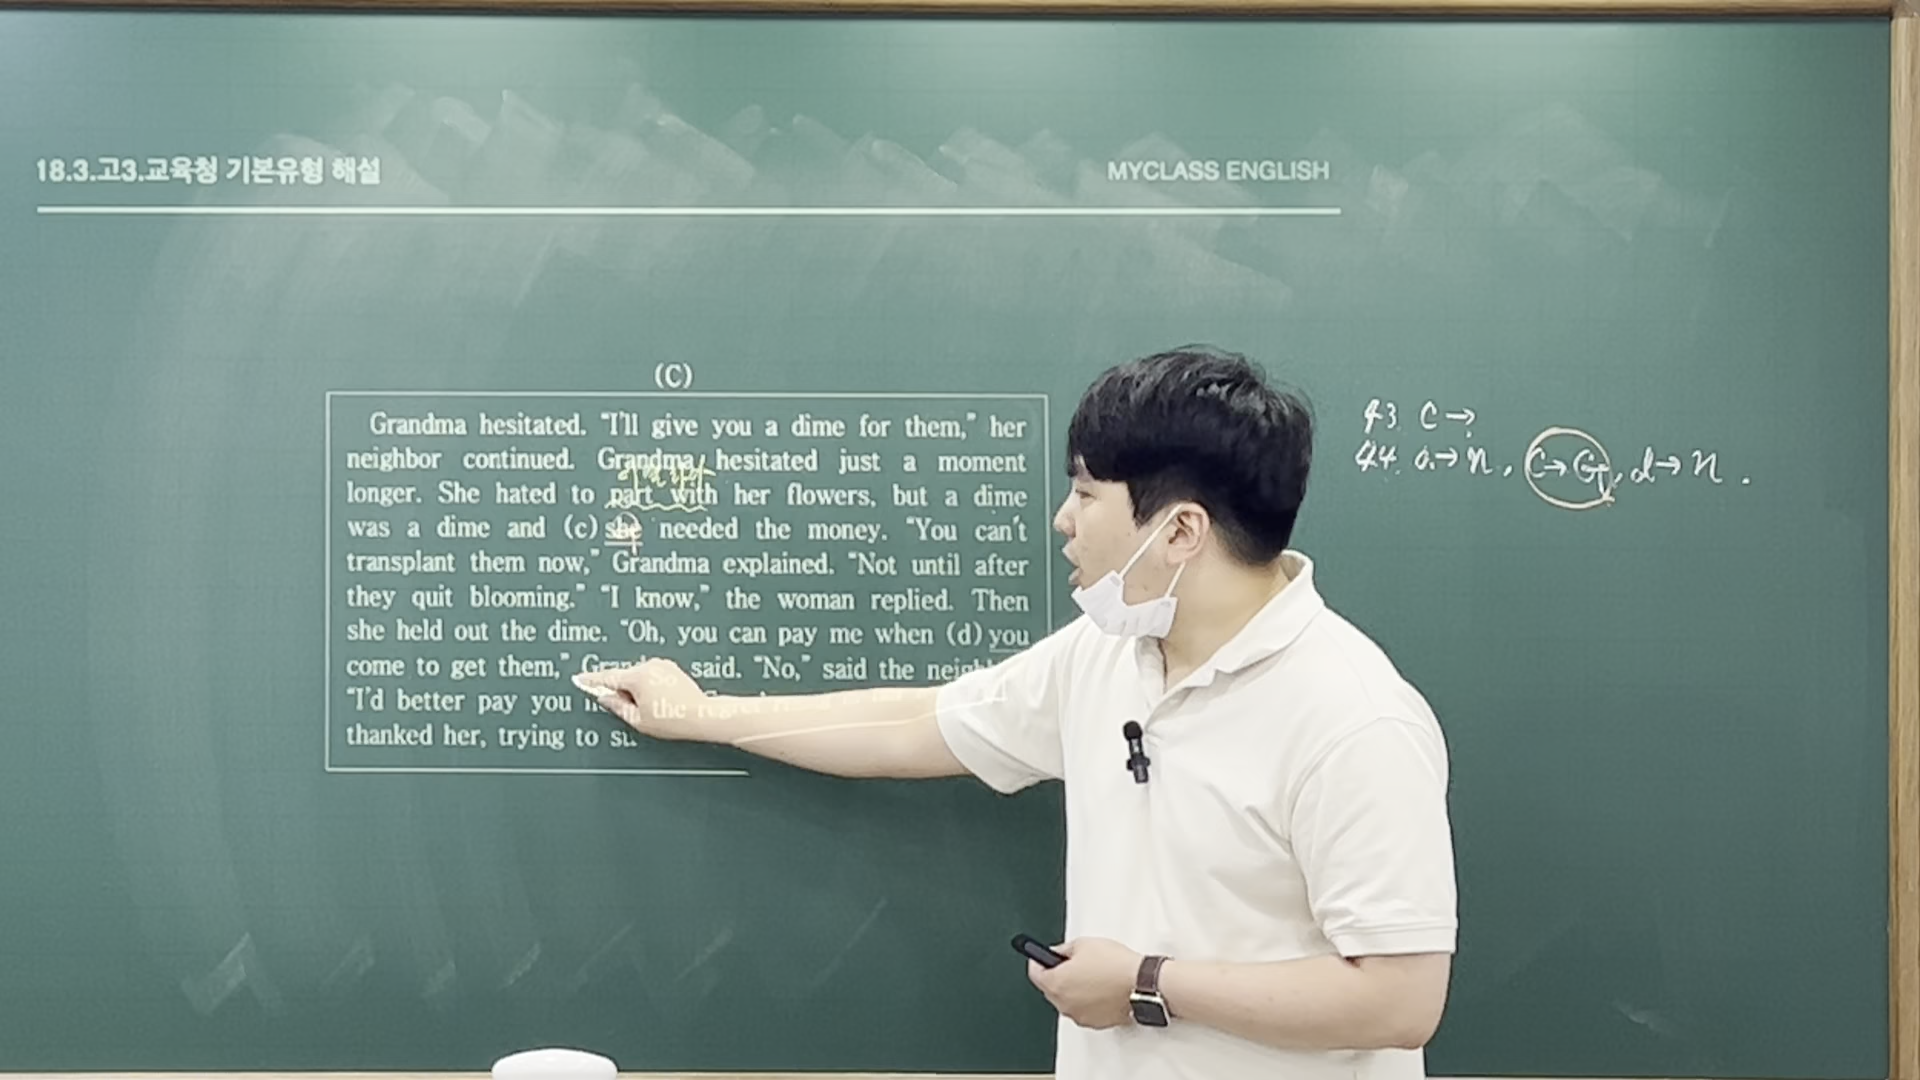 18.3.고3.교육청 기본유형 해설
MYCLASS ENGLISH
(C)
Grandma hesitated. "I'll give you a dime for them," her
neighbor continued. Grandma hesitated just a moment
longer. She hated to part with her flowers, but a dime
was a dime and (c) she needed the money. "You can't
transplant them now," Grandma explained. "Not until after
they quit blooming." "I know," the woman replied. Then
she held out the dime. "Oh, you can pay me when (d) you
come to get them," said. "No," said the
"I'd better pay you the
thanked her, trying to
43. C→
44. a→n, C→G, d→n.